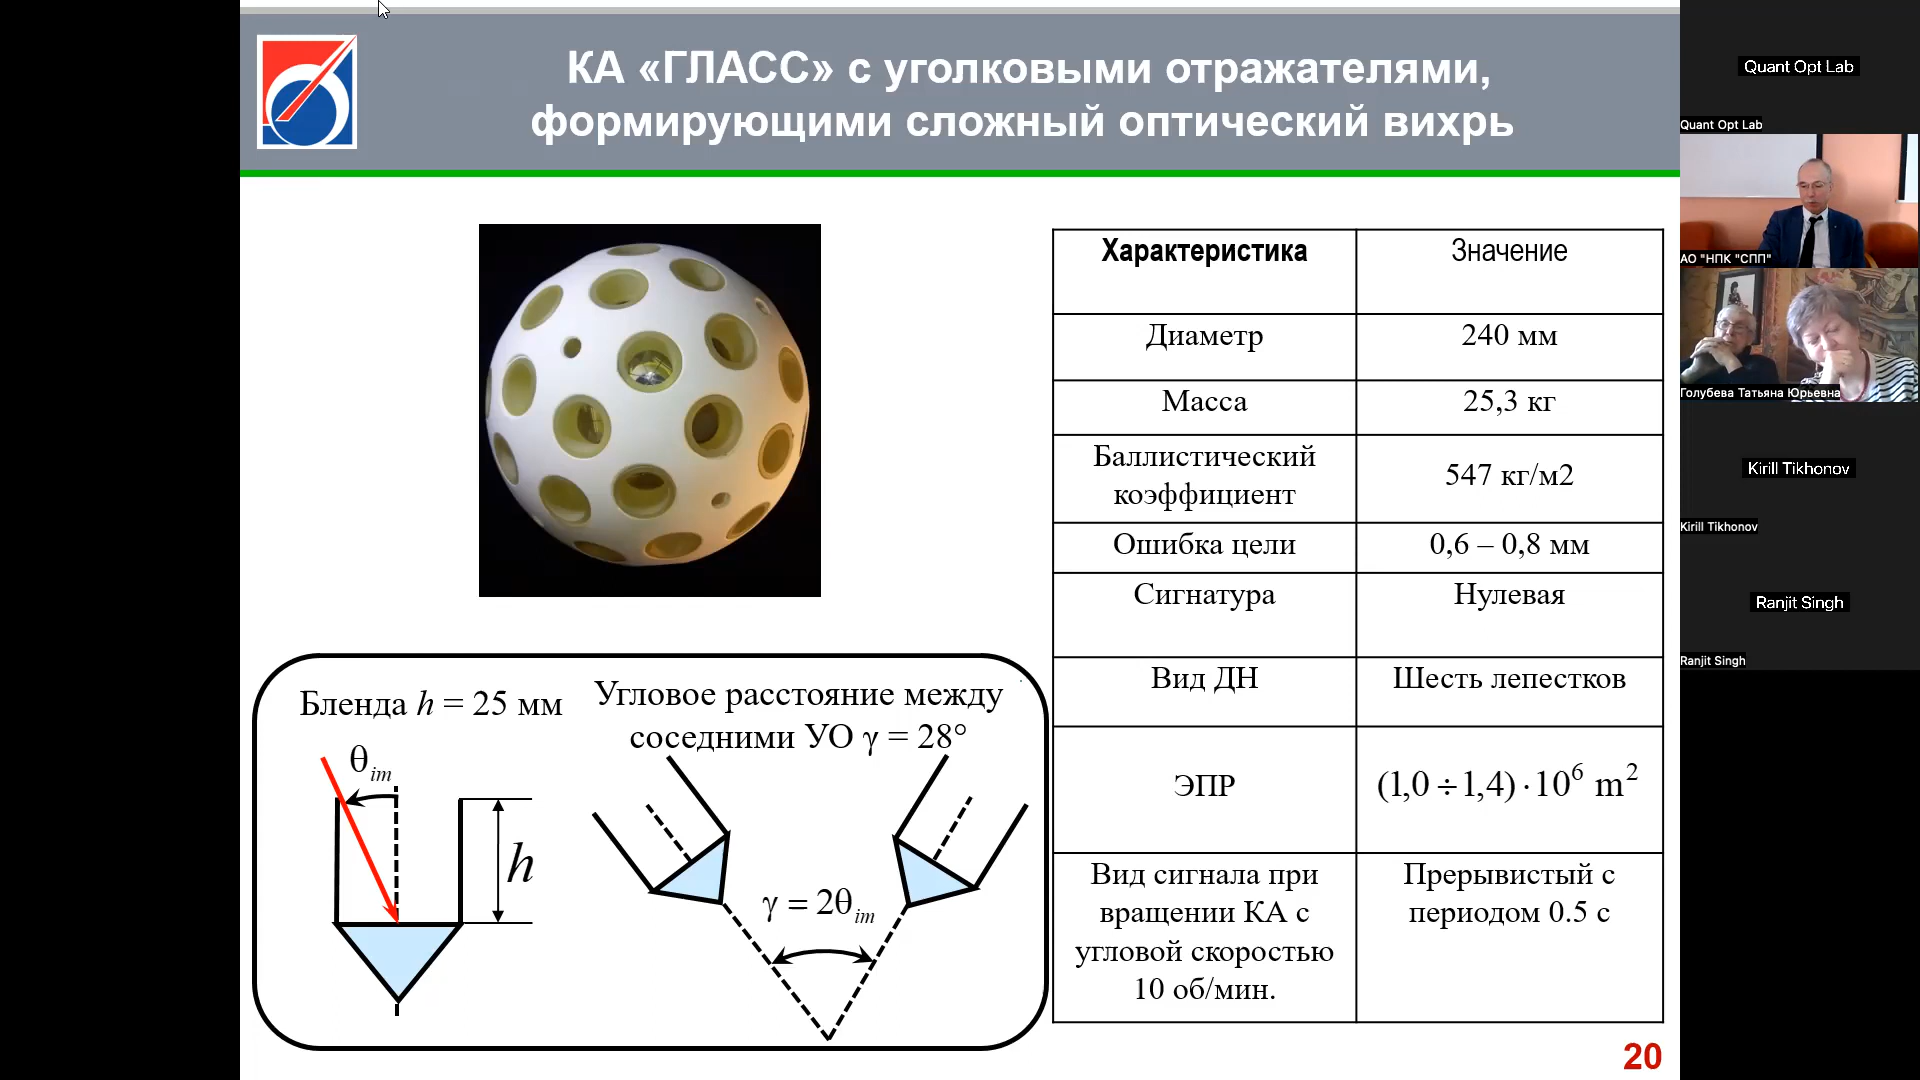 КА «ГЛАСС» с уголковыми отражателями,
формирующими сложный оптический вихрь
Характеристика
Значение
Диаметр
240 мм
Масса
25,3 кг
Баллистический
коэффициент
547 кг/м2
Ошибка цели
0,6 – 0,8 мм
Сигнатура
Нулевая
Вид ДН
Шесть лепестков
ЭПР
(1,0 ÷ 1,4) · 10⁶ m²
Вид сигнала при
вращении КА с
угловой скоростью
10 об/мин.
Прерывистый с
периодом 0.5 с
Бленда h = 25 мм
θim
h
Угловое расстояние между
соседними УО γ = 28°
γ = 2θim
20
Quant Opt Lab
Quant Opt Lab
АО "НПК "СПП"
Голубева Татьяна Юрьевна
Kirill Tikhonov
Kirill Tikhonov
Ranjit Singh
Ranjit Singh